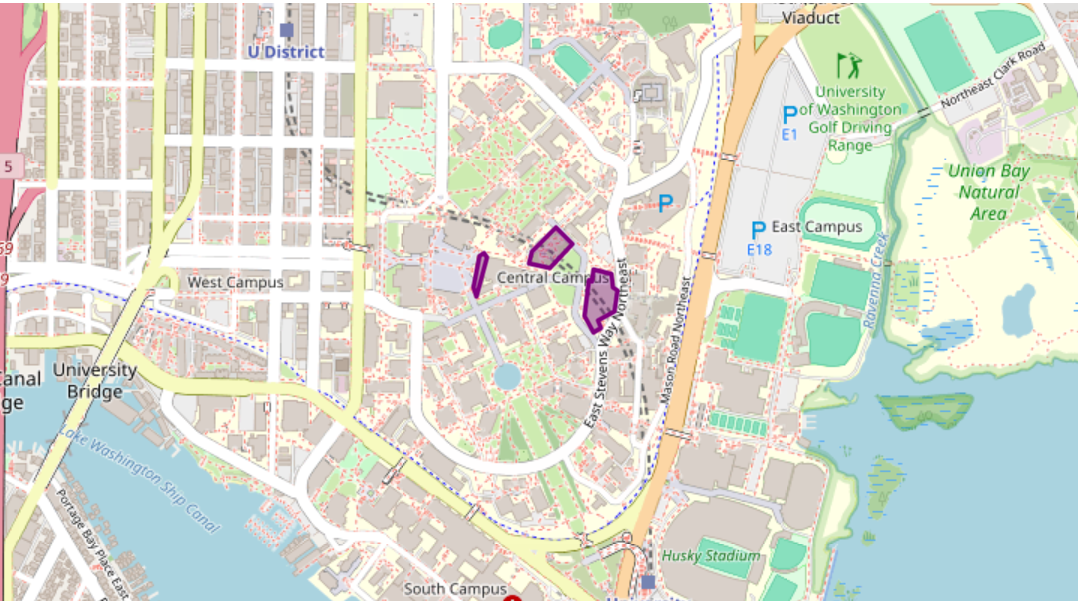 Viaduct
U District
Northeast Clark Road
P
E1
University
of Washington
Golf Driving
Range
5
Union Bay
Natural
Area
P
P
E18
East Campus
69
9
Central Campus
West Campus
Ravenna Creek
Mason Road Northeast
East Stevens Way Northeast
University
Bridge
anal
ge
Lake Washington Ship Canal
Portage Bay Place East
Husky Stadium
South Campus